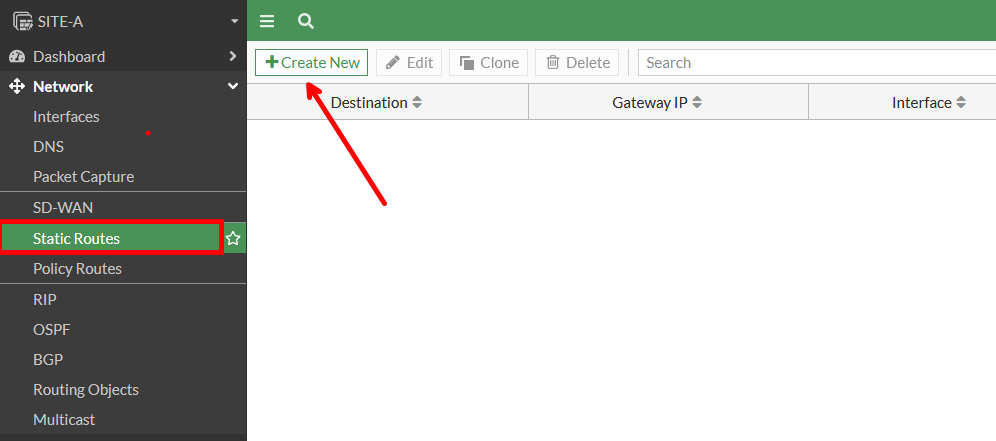 SITE-A
Dashboard
Network
Interfaces
DNS
Packet Capture
SD-WAN
Static Routes
Policy Routes
RIP
OSPF
BGP
Routing Objects
Multicast
Create New Edit Clone Delete Search
Destination Gateway IP Interface